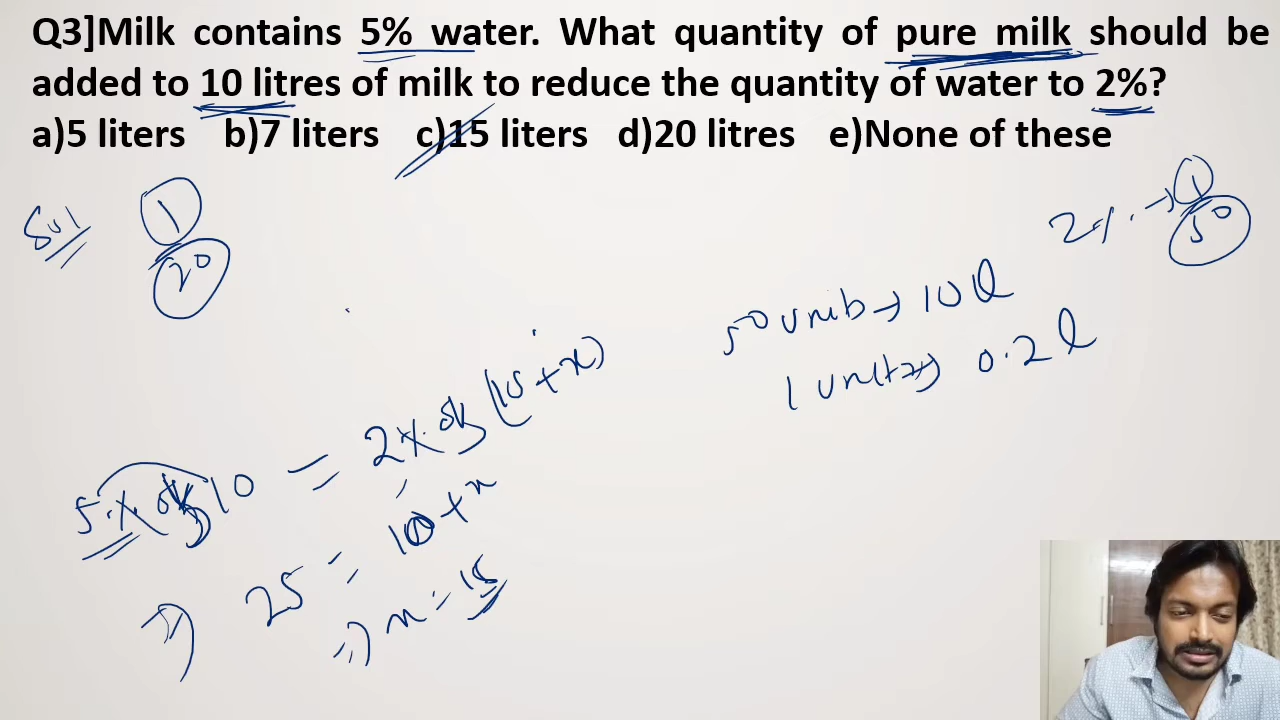 Q3]Milk contains 5% water. What quantity of pure milk should be
added to 10 litres of milk to reduce the quantity of water to 2%?
a)5 liters b)7 liters c)15 liters d)20 litres e)None of these
Sol
1
20
2% → 1
50
50 units → 10 l
1 unit → 0.2 l
5% of 10 = 2% of (10 + x)
⇒ 25 = 10 + x
⇒ x = 15